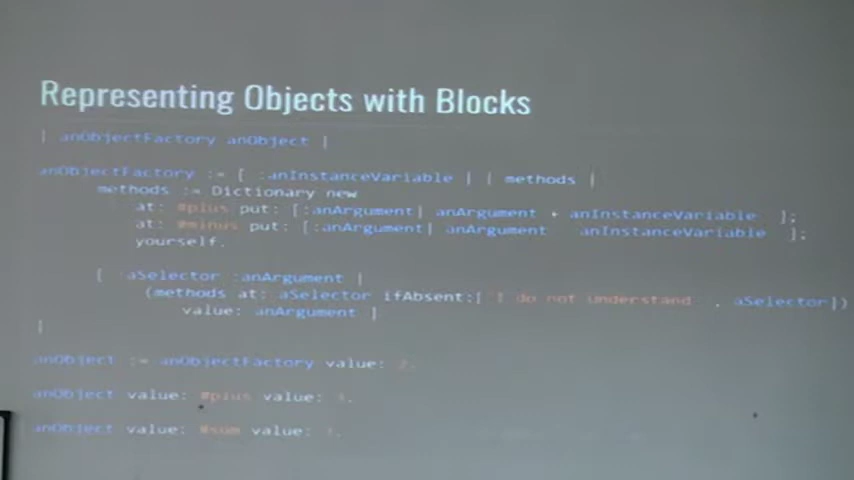 Representing Objects with Blocks
| anObjectFactory anObject |
anObjectFactory := [ :anInstanceVariable | | methods |
methods := Dictionary new
at: #plus put: [:anArgument| anArgument + anInstanceVariable ];
at: #minus put: [:anArgument| anArgument anInstanceVariable ];
yourself.
[ :aSelector :anArgument |
(methods at: aSelector ifAbsent:[ 'I do not understand ' , aSelector])
value: anArgument ]
]
anObject := anObjectFactory value: 2.
anObject value: #plus value:
anObject value: #sum value: